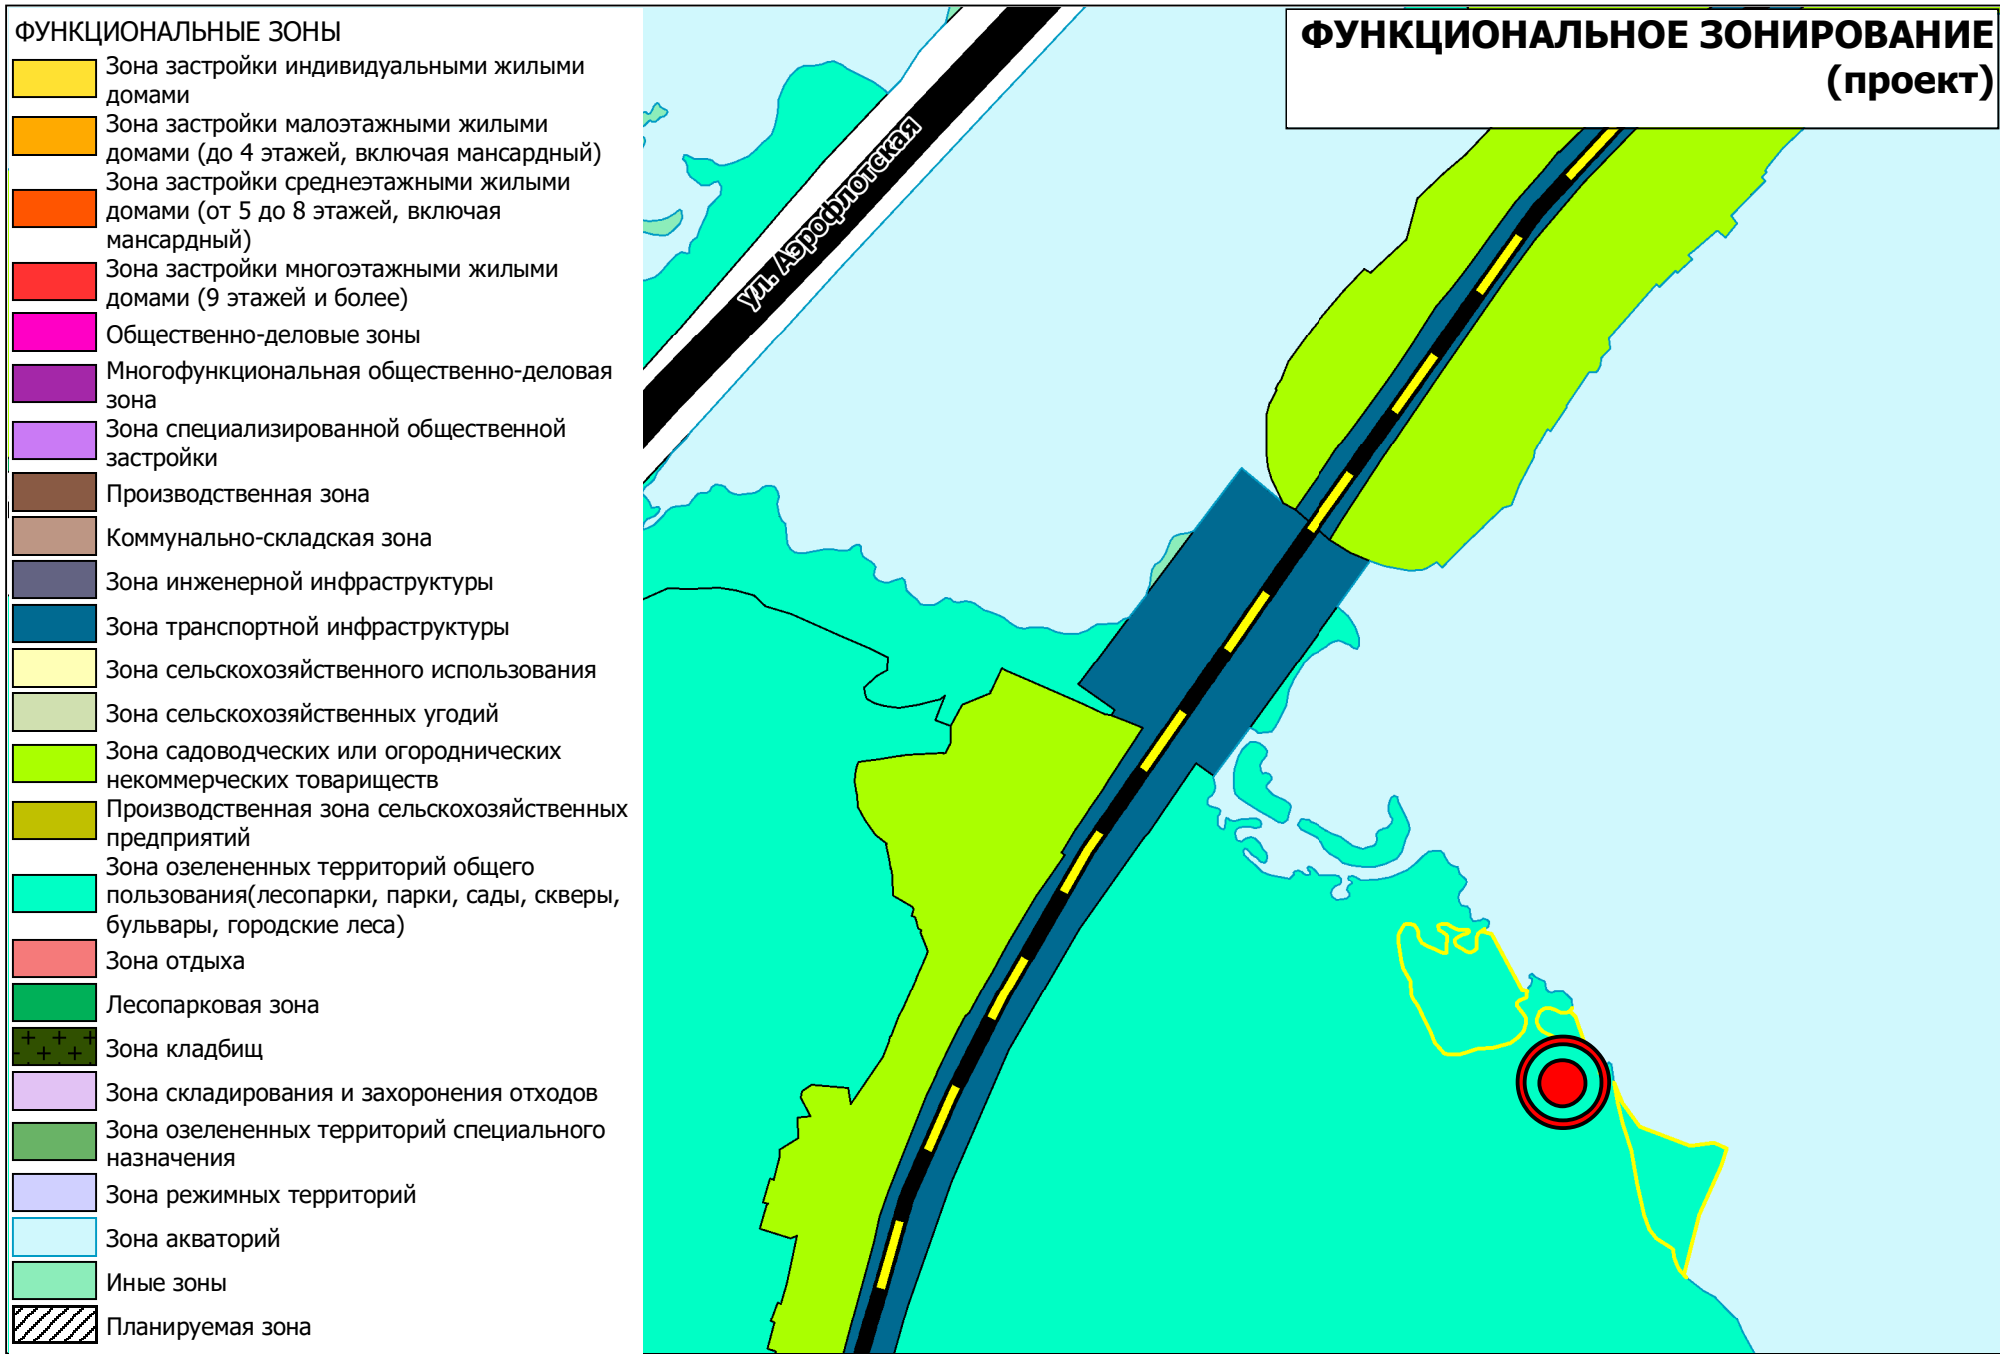 ФУНКЦИОНАЛЬНЫЕ ЗОНЫ
Зона застройки индивидуальными жилыми
домами
Зона застройки малоэтажными жилыми
домами (до 4 этажей, включая мансардный)
Зона застройки среднеэтажными жилыми
домами (от 5 до 8 этажей, включая
мансардный)
Зона застройки многоэтажными жилыми
домами (9 этажей и более)
Общественно-деловые зоны
Многофункциональная общественно-деловая
зона
Зона специализированной общественной
застройки
Производственная зона
Коммунально-складская зона
Зона инженерной инфраструктуры
Зона транспортной инфраструктуры
Зона сельскохозяйственного использования
Зона сельскохозяйственных угодий
Зона садоводческих или огороднических
некоммерческих товариществ
Производственная зона сельскохозяйственных
предприятий
Зона озелененных территорий общего
пользования(лесопарки, парки, сады, скверы,
бульвары, городские леса)
Зона отдыха
Лесопарковая зона
Зона кладбищ
Зона складирования и захоронения отходов
Зона озелененных территорий специального
назначения
Зона режимных территорий
Зона акваторий
Иные зоны
Планируемая зона
ФУНКЦИОНАЛЬНОЕ ЗОНИРОВАНИЕ
(проект)
ул. Аэрофлотская